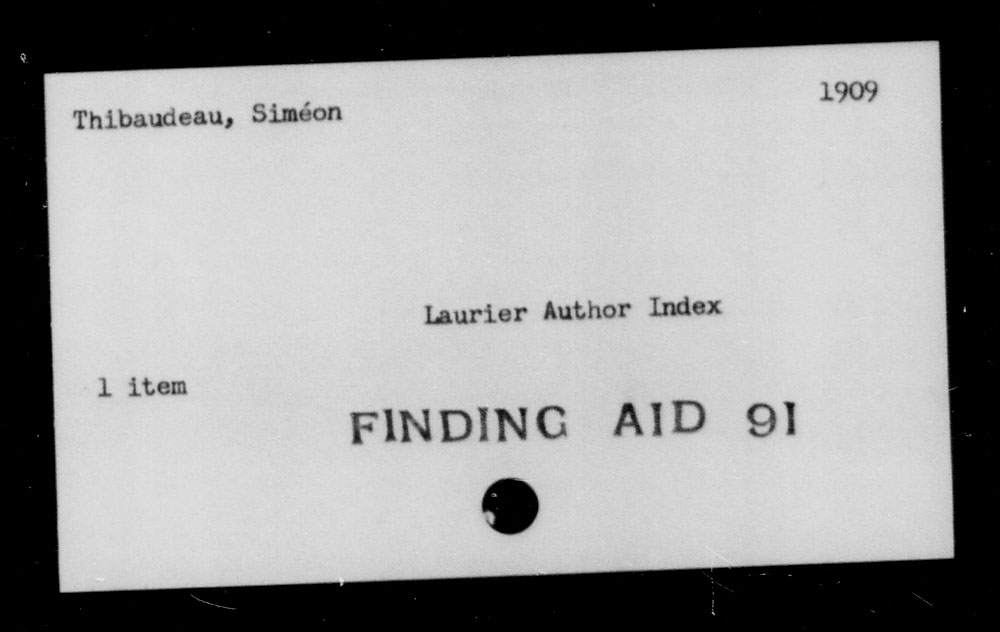 Thibaudeau, Siméon
1909
Laurier Author Index
1 item
FINDING AID 91